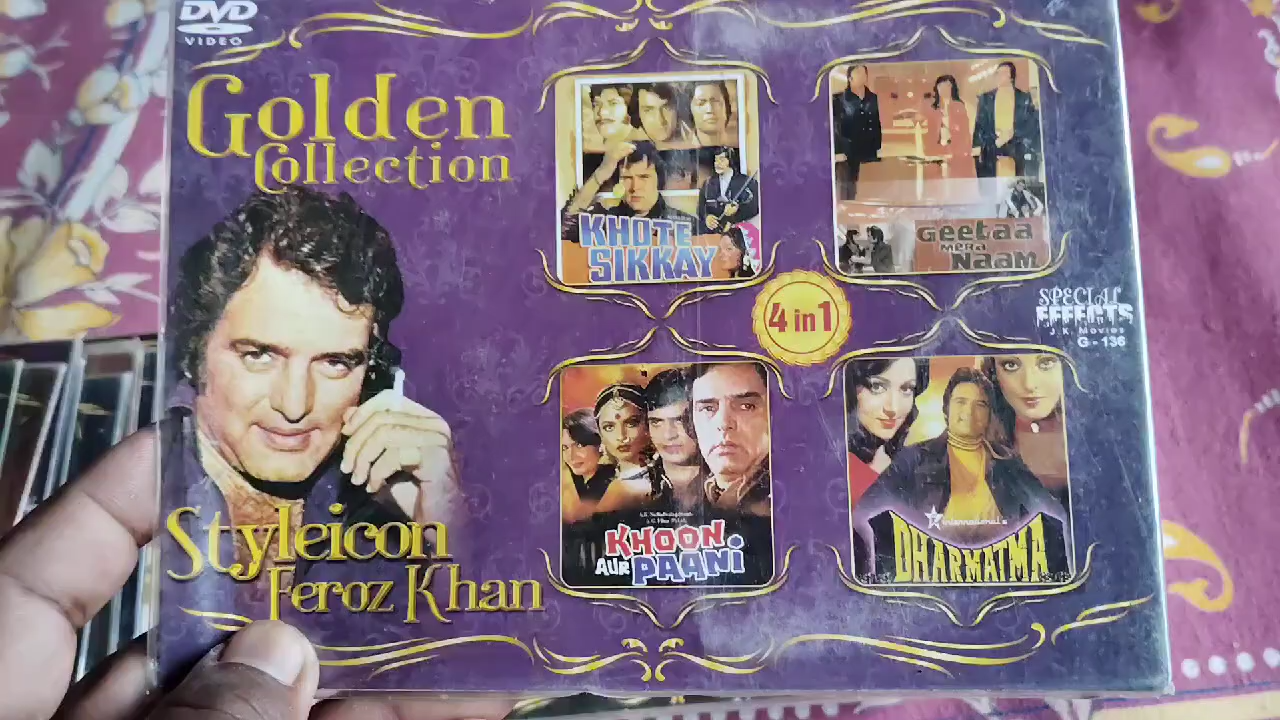 DVD
VIDEO
Golden
Collection
Styleicon
Feroz Khan
KHOTE
SIKKAY
Geetaa
MERA
NAAM
4 in 1
SPECIAL
EFFECTS
J.K Movies
G - 136
KHOON
AUR PAANi
international's
DHARMATMA